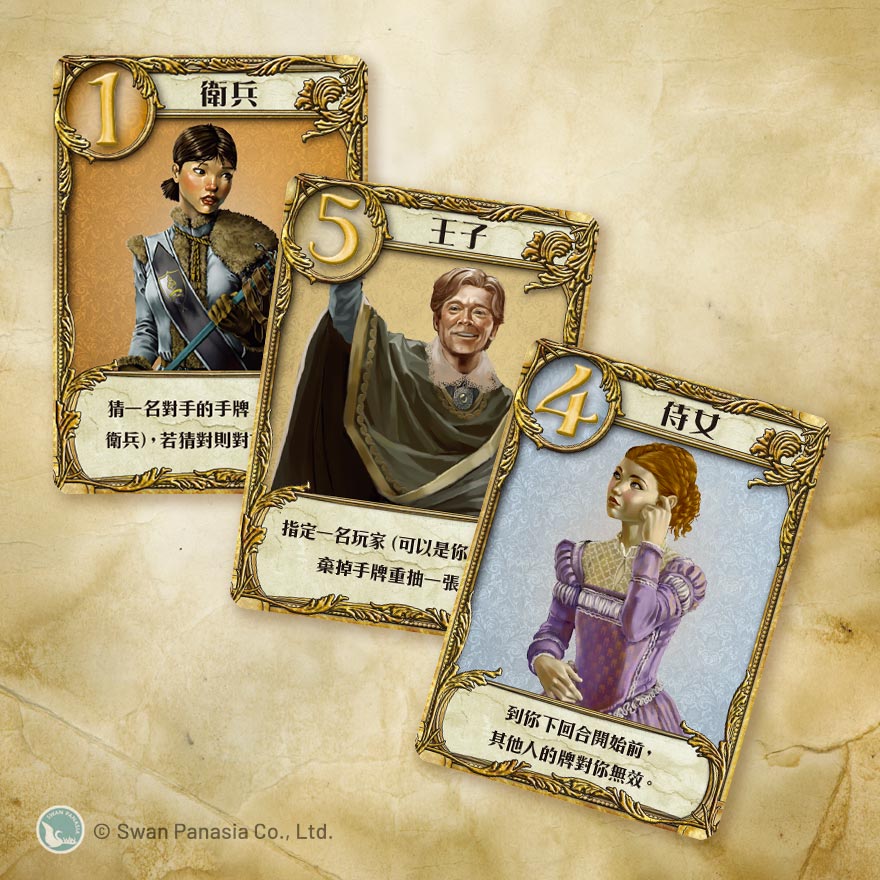 1
衛兵
猜一名對手的手牌
衛兵),若猜對則對
5
王子
指定一名玩家(可以是你
棄掉手牌重抽一張
4
侍女
到你下回合開始前,
其他人的牌對你無效。
SWAN PANASIA
© Swan Panasia Co., Ltd.